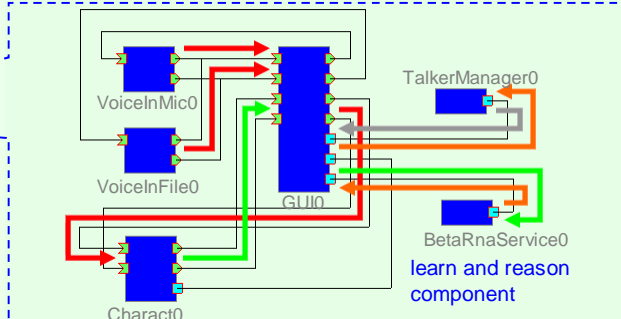 TalkerManager0
VoiceInMic0
VoiceInFile0
GUI0
BetaRnaService0
learn and reason
component
Charact0